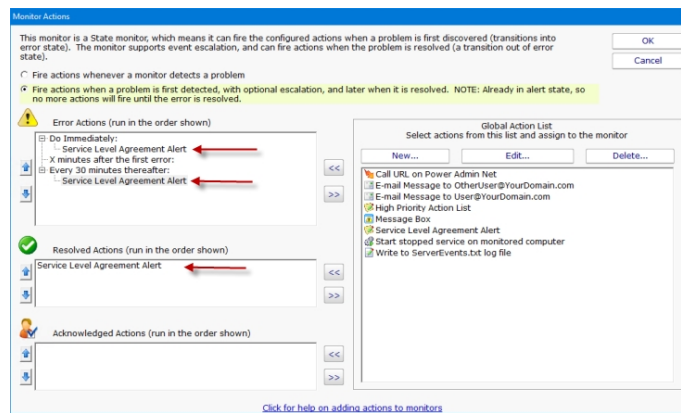 Monitor Actions
This monitor is a State monitor, which means it can fire the configured actions when a problem is first discovered (transitions into
error state). The monitor supports event escalation, and can fire actions when the problem is resolved (a transition out of error
state).
OK
Cancel
Fire actions whenever a monitor detects a problem
Fire actions when a problem is first detected, with optional escalation, and later when it is resolved. NOTE: Already in alert state, so
no more actions will fire until the error is resolved.
Error Actions (run in the order shown)
Do Immediately:
Service Level Agreement Alert
X minutes after the first error:
Every 30 minutes thereafter:
Service Level Agreement Alert
<<
>>
Resolved Actions (run in the order shown)
Service Level Agreement Alert
<<
>>
Acknowledged Actions (run in the order shown)
<<
>>
Global Action List
Select actions from this list and assign to the monitor
New... Edit... Delete...
Call URL on Power Admin Net
E-mail Message to OtherUser@YourDomain.com
E-mail Message to User@YourDomain.com
High Priority Action List
Message Box
Service Level Agreement Alert
Start stopped service on monitored computer
Write to ServerEvents.txt log file
Click for help on adding actions to monitors